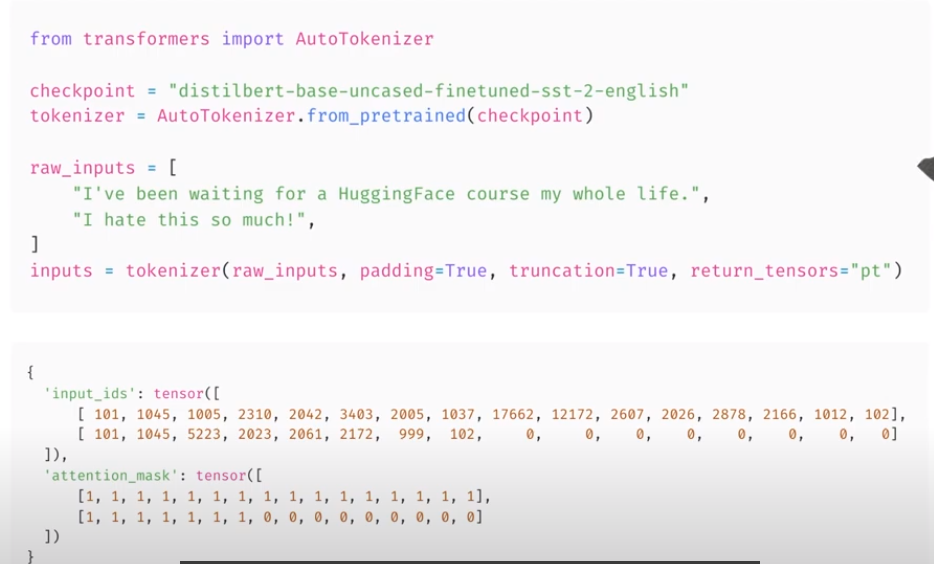 from transformers import AutoTokenizer
checkpoint = "distilbert-base-uncased-finetuned-sst-2-english"
tokenizer = AutoTokenizer.from_pretrained(checkpoint)
raw_inputs = [
    "I've been waiting for a HuggingFace course my whole life.",
    "I hate this so much!",
]
inputs = tokenizer(raw_inputs, padding=True, truncation=True, return_tensors="pt")
{
  'input_ids': tensor([
    [ 101, 1045, 1005, 2310, 2042, 3403, 2005, 1037, 17662, 12172, 2607, 2026, 2878, 2166, 1012, 102],
    [ 101, 1045, 5223, 2023, 2061, 2172, 999, 102, 0, 0, 0, 0, 0, 0, 0, 0]
  ]),
  'attention_mask': tensor([
    [1, 1, 1, 1, 1, 1, 1, 1, 1, 1, 1, 1, 1, 1, 1, 1],
    [1, 1, 1, 1, 1, 1, 1, 0, 0, 0, 0, 0, 0, 0, 0, 0]
  ])
}